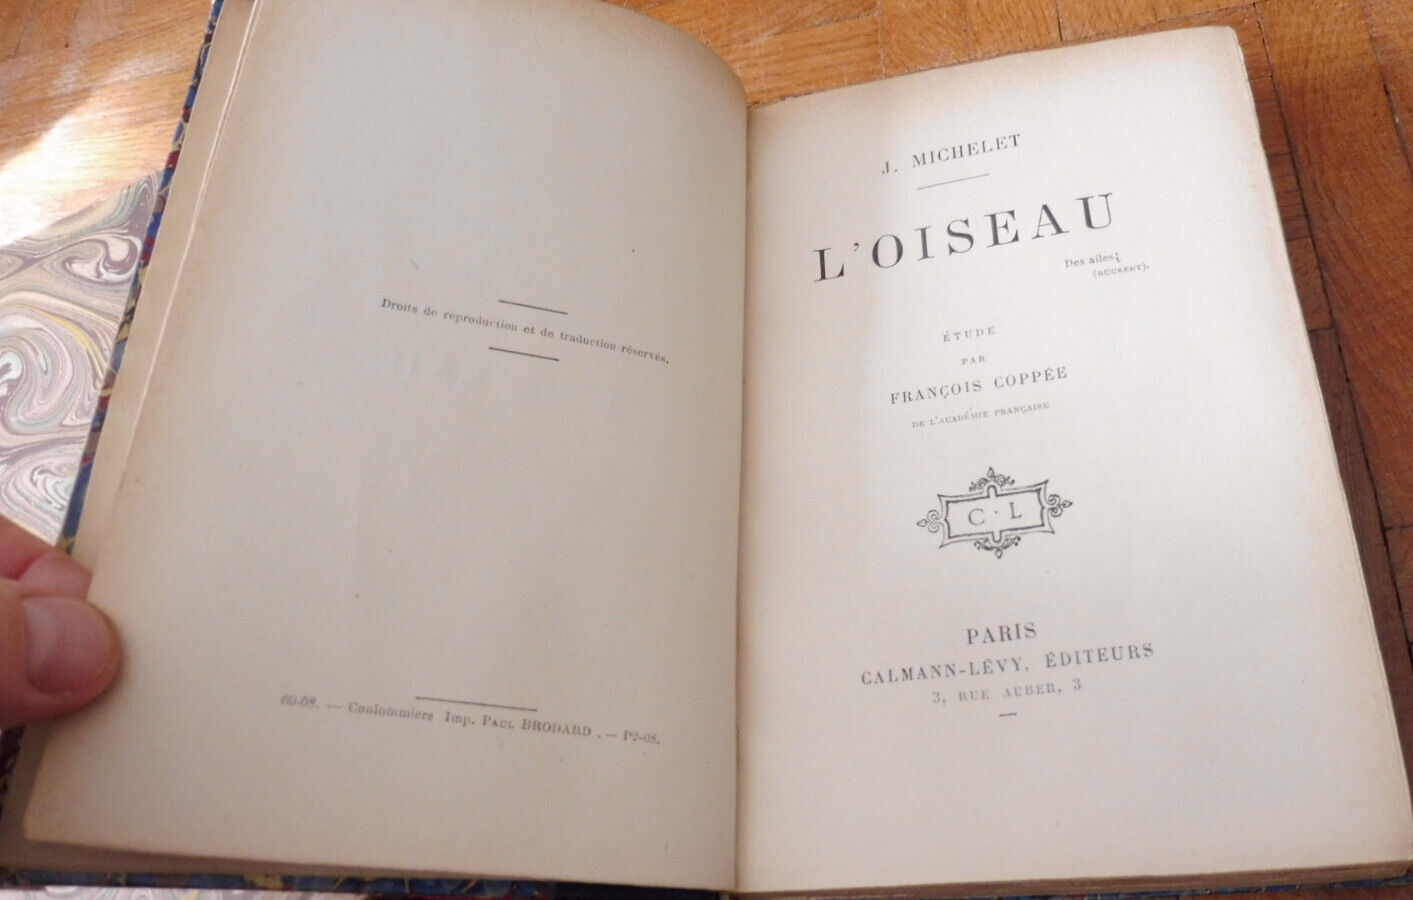 Droits de reproduction et de traduction réservés.
60-08. — Coulommiers Imp. PAUL BRODARD. — P2-08.
J. MICHELET
L'OISEAU
Des ailes!
(RUCKERT).
ÉTUDE
PAR
FRANÇOIS COPPÉE
DE L'ACADÉMIE FRANÇAISE
C · L
PARIS
CALMANN-LÉVY, ÉDITEURS
3, RUE AUBER, 3